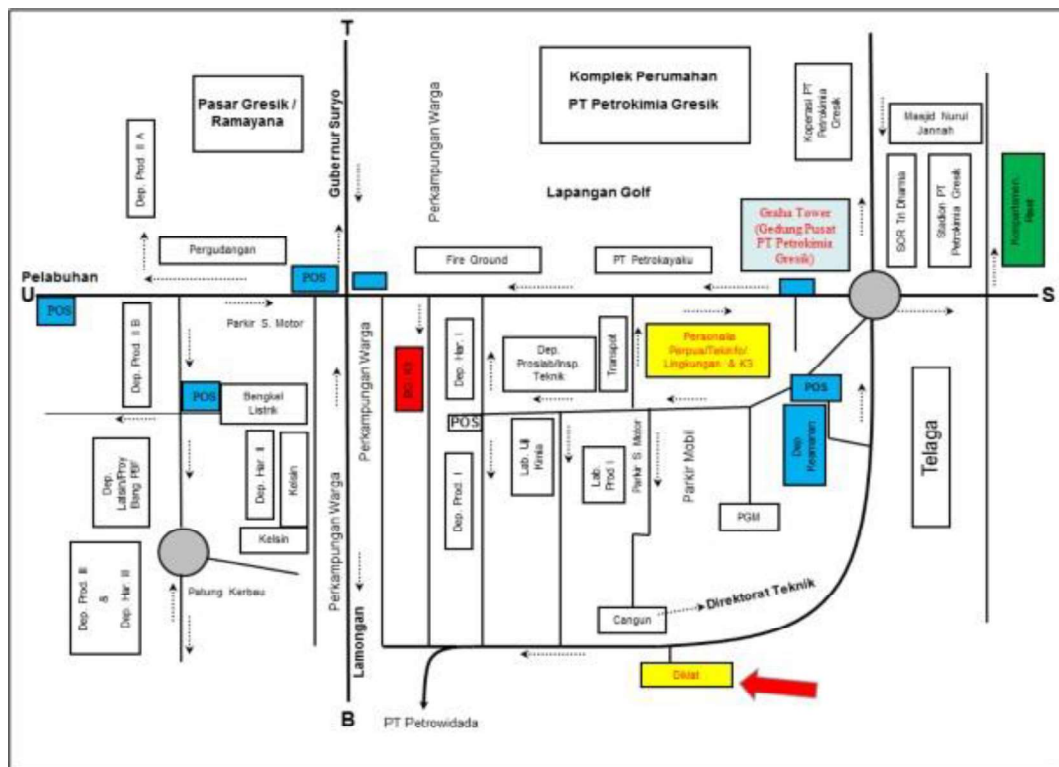 T
Pasar Gresik /
Ramayana
Gubernur Suryo
Perkampungan Warga
Komplek Perumahan
PT Petrokimia Gresik
Koperasi PT
Petrokimia
Gresik
Masjid Nurul
Jannah
Dep. Prod. II A
Lapangan Golf
Graha Tower
(Gedung Pusat
PT Petrokimia
Gresik)
SOR Tri Dharma
Stadion PT
Petrokimia Gresik
Kompartemen
Pergudangan
Fire Ground
PT Petrokayaku
Pelabuhan
U
POS
POS
S
Dep. Prod. II B
Parkir S. Motor
Perkampungan Warga
Dep. Har. I
Dep.
Proslab/Insp.
Teknik
Transpot
Personalia
Perpus/Tekinfo/
Lingkungan & K3
POS
Bengkel
Listrik
POS
POS
Dep
Keamanan
Telaga
Dep.
Bang PBF
Dep. Har. II
Kelsin
Kelsin
Perkampungan Warga
Dep. Prod. I
Lab. Uji
Kimia
Lab.
Prod I
Parkir S. Motor
Parkir Mobil
PGM
Dep. Prod. III
&
Dep. Har. III
Patung Kerbau
Lamongan
Cangun
Direktorat Teknik
Diklat
B
PT Petrowidada